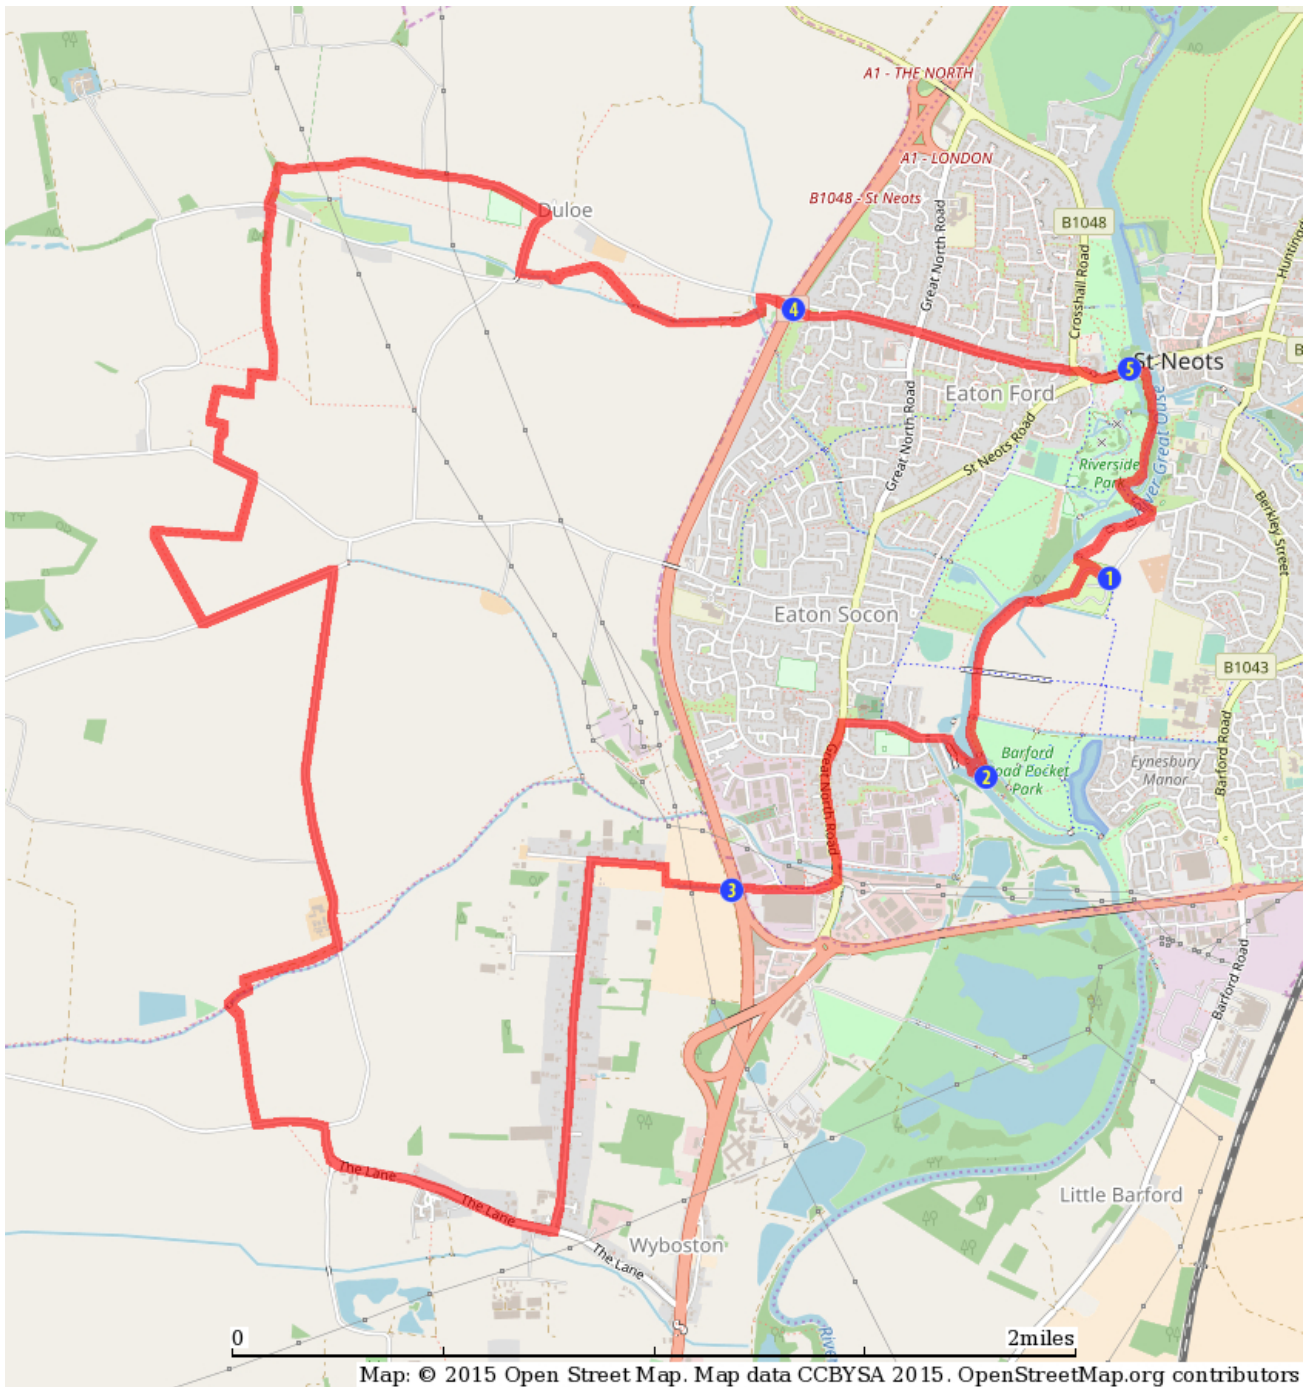 A1 - THE NORTH
A1 - LONDON
B1048 - St Neots
Duloe
B1048
Great North Road
Crosshall Road
4
5
St Neots
Eaton Ford
St Neots Road
Great North Road
Riverside
Park
River Great Ouse
Berkley Street
1
Eaton Socon
B1043
Great North Road
Barford
Road Pocket
Park
2
Eynesbury
Manor
Barford Road
3
Barford Road
The Lane
The Lane
The Lane
Wyboston
Little Barford
River
0
2miles
Map: © 2015 Open Street Map. Map data CCBYSA 2015. OpenStreetMap.org contributors